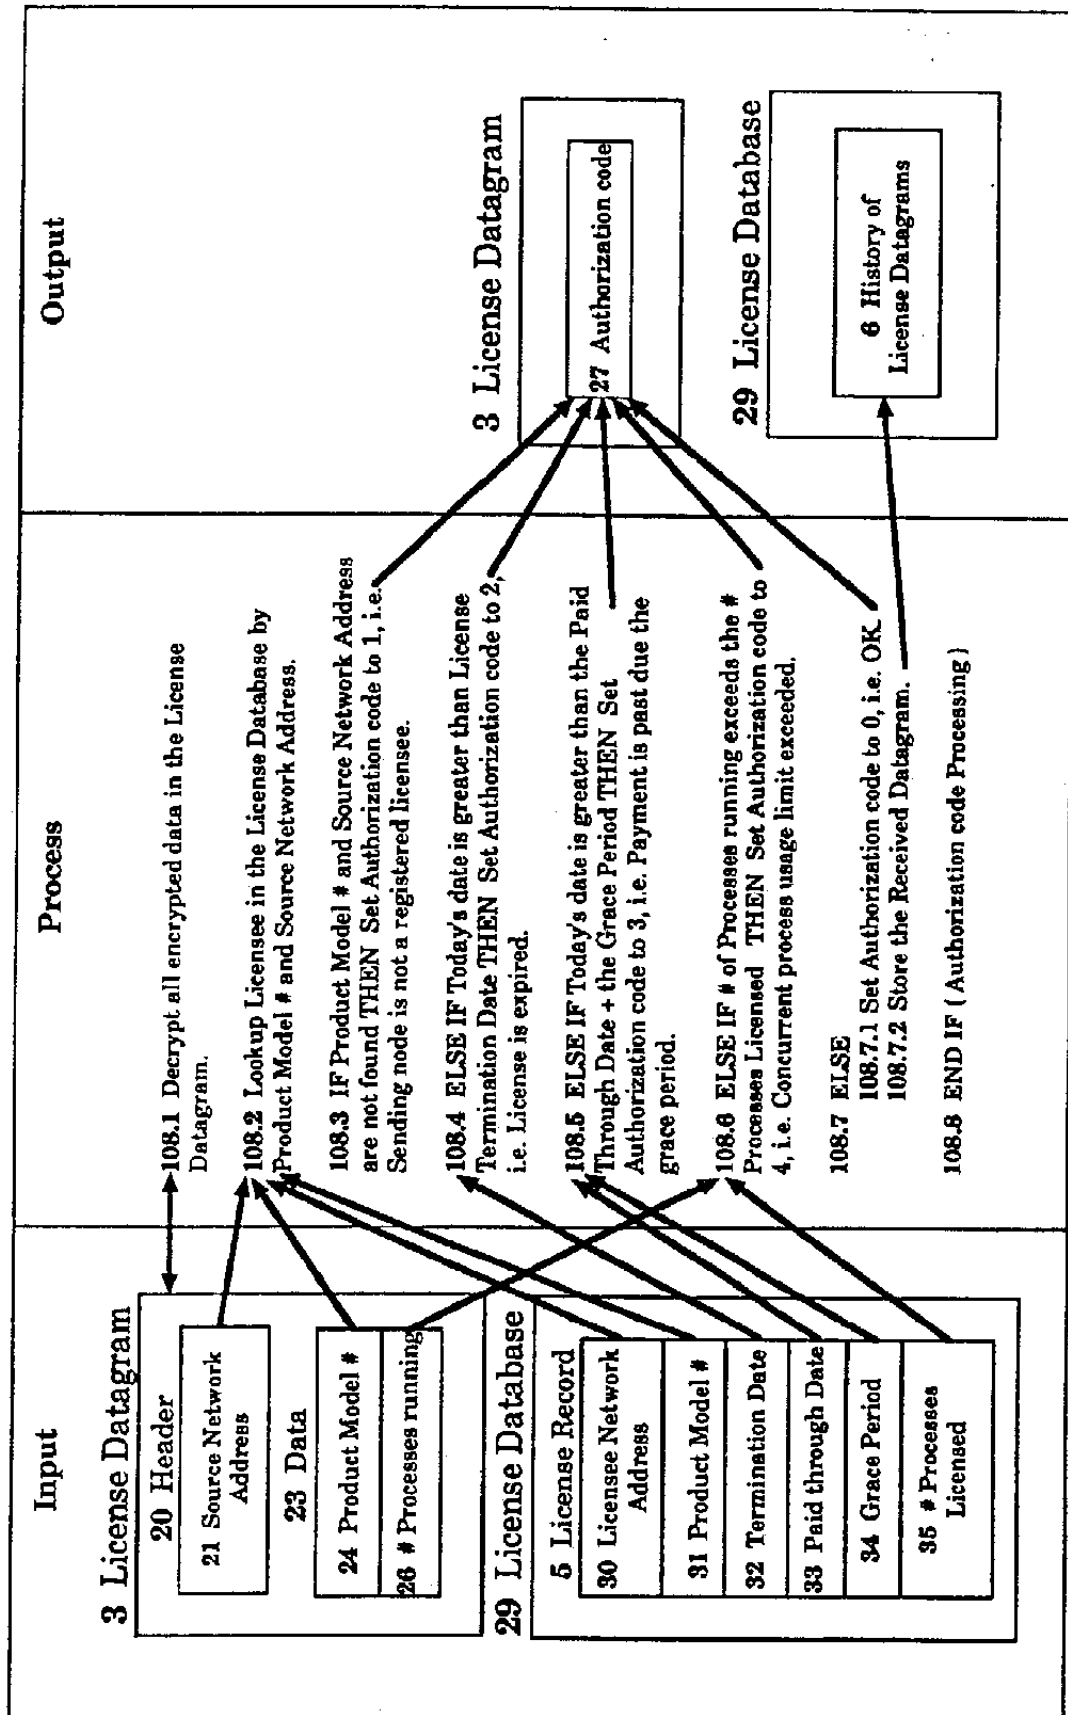 Input
Process
Output
3 License Datagram
20 Header
21 Source Network
Address
23 Data
24 Product Model #
26 # Processes running
29 License Database
5 License Record
30 Licensee Network
Address
31 Product Model #
32 Termination Date
33 Paid through Date
34 Grace Period
35 # Processes
Licensed
108.1 Decrypt all encrypted data in the License
Datagram.
108.2 Lookup Licensee in the License Database by
Product Model # and Source Network Address.
108.3 IF Product Model # and Source Network Address
are not found THEN Set Authorization code to 1, i.e.
Sending node is not a registered licensee.
108.4 ELSE IF Today's date is greater than License
Termination Date THEN Set Authorization code to 2,
i.e. License is expired.
108.5 ELSE IF Today's date is greater than the Paid
Through Date + the Grace Period THEN Set
Authorization code to 3, i.e. Payment is past due the
grace period.
108.6 ELSE IF # of Processes running exceeds the #
Processes Licensed THEN Set Authorization code to
4, i.e. Concurrent process usage limit exceeded.
108.7 ELSE
108.7.1 Set Authorization code to 0, i.e. OK
108.7.2 Store the Received Datagram.
108.8 END IF ( Authorization code Processing )
3 License Datagram
27 Authorization code
29 License Database
6 History of
License Datagrams